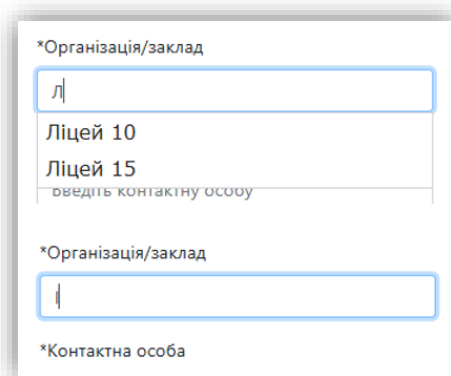 *Організація/заклад
Л
Ліцей 10
Ліцей 15
Введіть контактну особу
*Організація/заклад
І
*Контактна особа